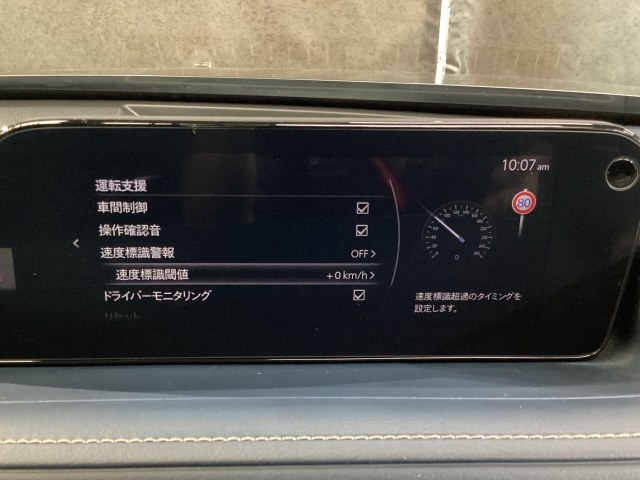 10:07 am
運転支援
車間制御
操作確認音
速度標識警報 OFF
速度標識閾値 +0 km/h
ドライバーモニタリング
80
D
速度標識超過のタイミングを
設定します。